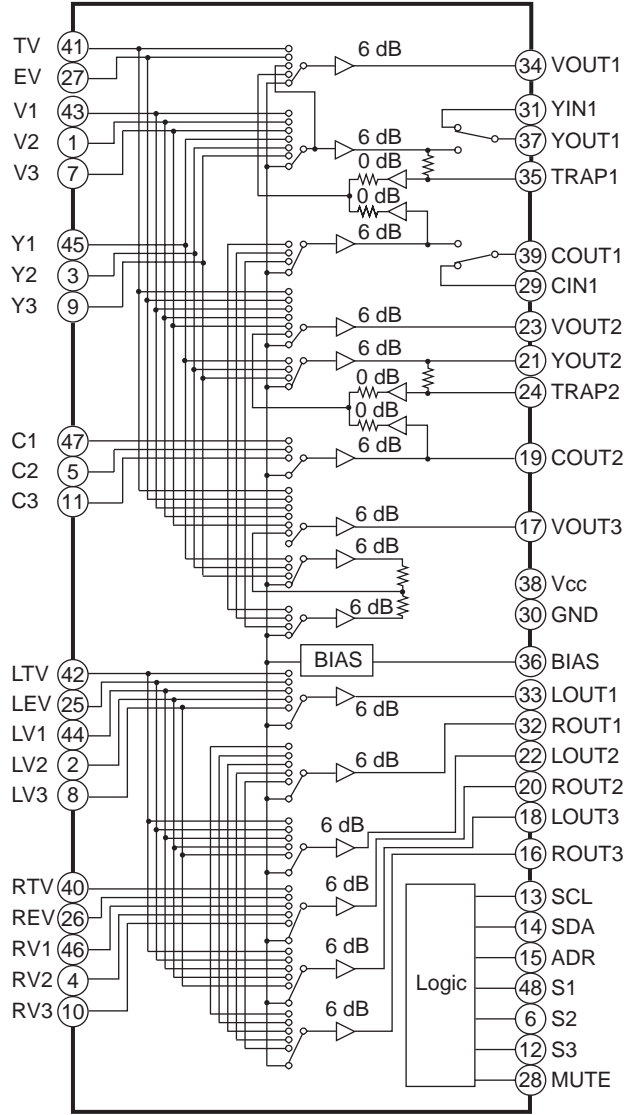 TV 41
EV 27
V1 43
V2 1
V3 7
Y1 45
Y2 3
Y3 9
C1 47
C2 5
C3 11
LTV 42
LEV 25
LV1 44
LV2 2
LV3 8
RTV 40
REV 26
RV1 46
RV2 4
RV3 10
6 dB
6 dB
0 dB
0 dB
6 dB
6 dB
6 dB
0 dB
0 dB
6 dB
6 dB
6 dB
6 dB
BIAS
6 dB
6 dB
6 dB
6 dB
6 dB
6 dB
Logic
34 VOUT1
31 YIN1
37 YOUT1
35 TRAP1
39 COUT1
29 CIN1
23 VOUT2
21 YOUT2
24 TRAP2
19 COUT2
17 VOUT3
38 Vcc
30 GND
36 BIAS
33 LOUT1
32 ROUT1
22 LOUT2
20 ROUT2
18 LOUT3
16 ROUT3
13 SCL
14 SDA
15 ADR
48 S1
6 S2
12 S3
28 MUTE